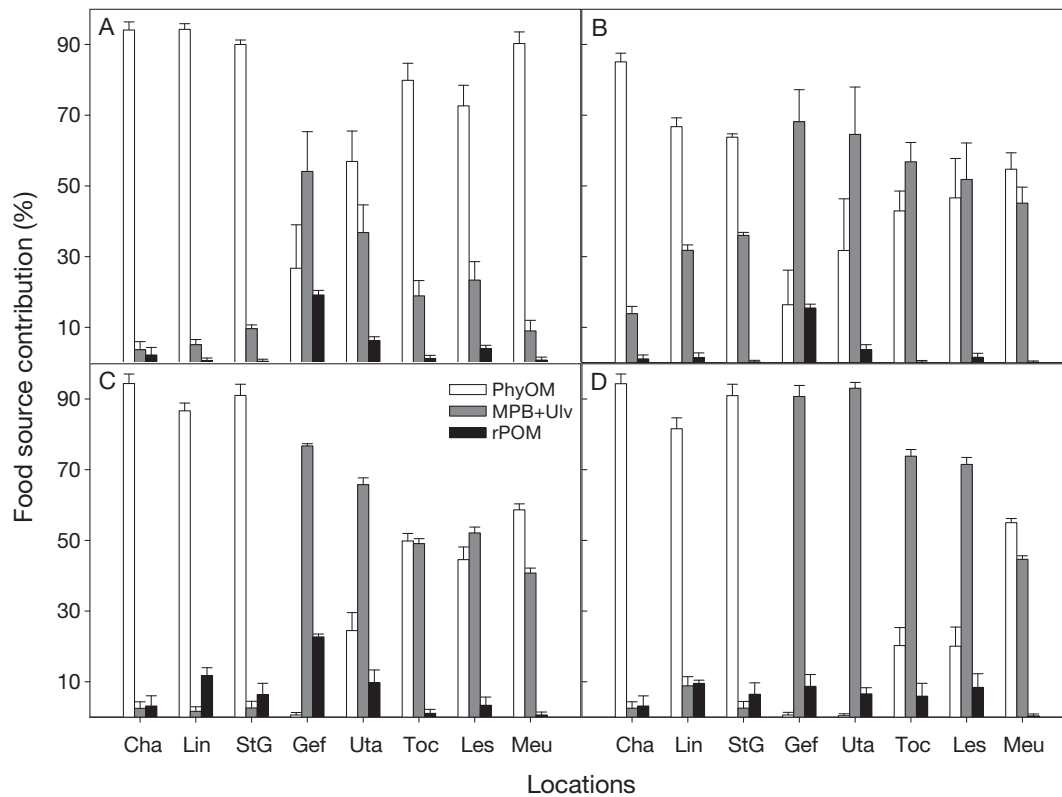 A
B
90
70
50
30
10
C
D
PhyOM
MPB+Ulv
rPOM
90
70
50
30
10
Food source contribution (%)
Cha Lin StG Gef Uta Toc Les Meu Cha Lin StG Gef Uta Toc Les Meu
Locations